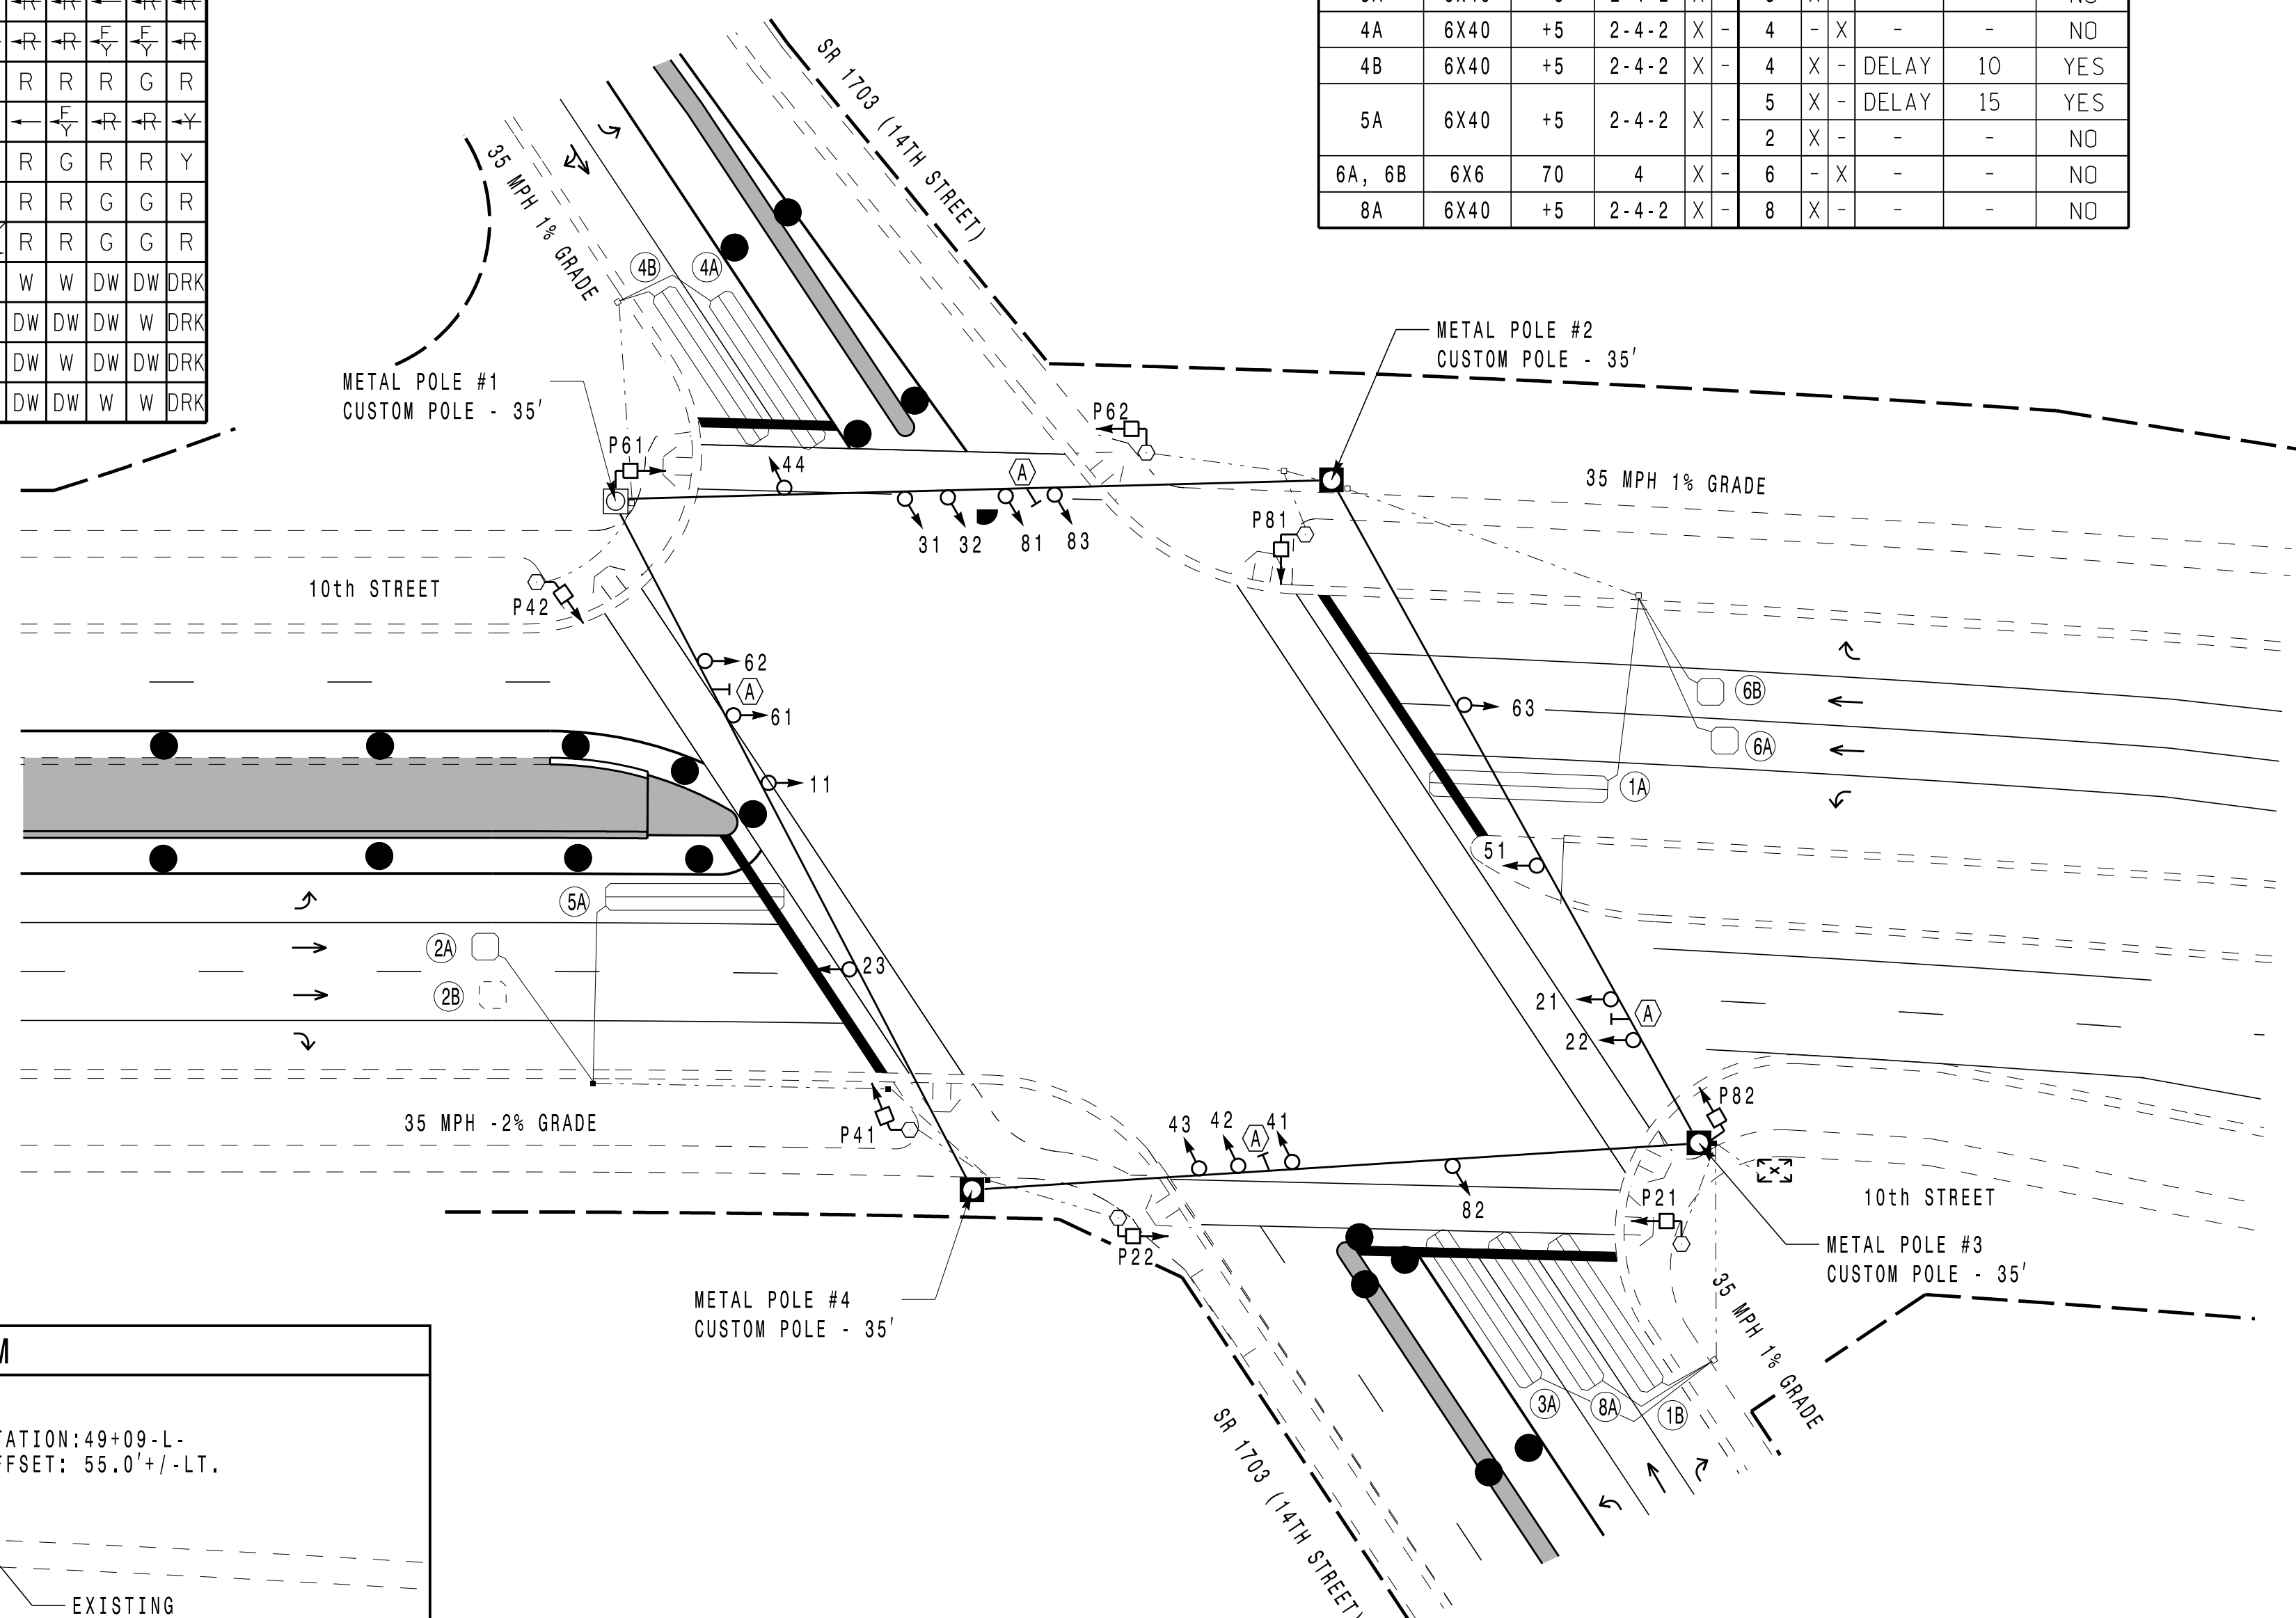 R R R G R
R G R R Y
R R G G R
R R G G R
W W DW DW DRK
DW DW DW W DRK
DW W DW DW DRK
DW DW W W DRK
4A 6X40 +5 2-4-2 X - 4 - X - - NO
4B 6X40 +5 2-4-2 X - 4 X - DELAY 10 YES
5A 6X40 +5 2-4-2 X - 5 X - DELAY 15 YES
2 X - - - NO
6A, 6B 6X6 70 4 X - 6 - X - - NO
8A 6X40 +5 2-4-2 X - 8 X - - - NO
SR 1703 (14TH STREET)
35 MPH 1% GRADE
4B
4A
METAL POLE #1
CUSTOM POLE - 35'
METAL POLE #2
CUSTOM POLE - 35'
P61
44
A
P62
31 32 81 83
P81
35 MPH 1% GRADE
10th STREET
P42
62
A
61
11
63
6B
6A
1A
51
5A
2A
2B
23
21
A
22
35 MPH -2% GRADE
P41
43 42 A 41
P82
82
P21
10th STREET
P22
METAL POLE #3
CUSTOM POLE - 35'
METAL POLE #4
CUSTOM POLE - 35'
35 MPH 1% GRADE
3A
8A
1B
SR 1703 (14TH STREET)
M
TATION:49+09-L-
FFSET: 55.0'+/-LT.
EXISTING